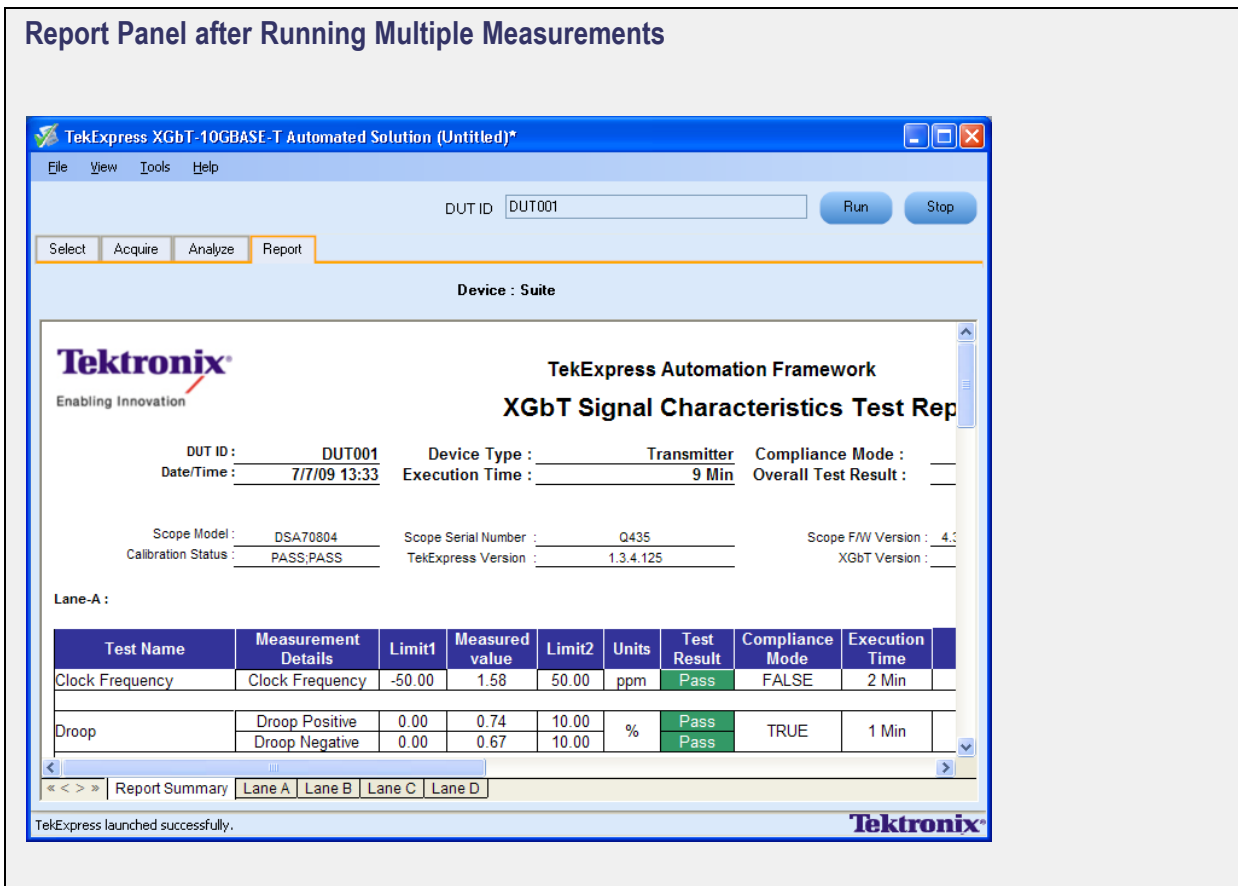 Report Panel after Running Multiple Measurements
TekExpress XGbT-10GBASE-T Automated Solution (Untitled)*
File View Tools Help
DUT ID DUT001 Run Stop
Select Acquire Analyze Report
Device : Suite
Tektronix
Enabling Innovation
TekExpress Automation Framework
XGbT Signal Characteristics Test Rep
DUT ID : DUT001 Device Type : Transmitter Compliance Mode :
Date/Time : 7/7/09 13:33 Execution Time : 9 Min Overall Test Result :
Scope Model : DSA70804 Scope Serial Number : Q435 Scope F/W Version : 4.3
Calibration Status : PASS;PASS TekExpress Version : 1.3.4.125 XGbT Version :
Lane-A :
Test Name Measurement Details Limit1 Measured value Limit2 Units Test Result Compliance Mode Execution Time
Clock Frequency Clock Frequency -50.00 1.58 50.00 ppm Pass FALSE 2 Min
Droop Droop Positive 0.00 0.74 10.00 % Pass TRUE 1 Min
Droop Negative 0.00 0.67 10.00 Pass
« < > » Report Summary Lane A Lane B Lane C Lane D
TekExpress launched successfully. Tektronix